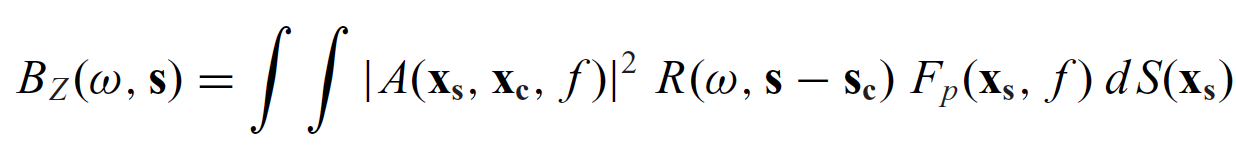 B_Z(ω, s) = ∫ ∫ |A(x_s, x_c, f)|² R(ω, s − s_c) F_p(x_s, f) dS(x_s)